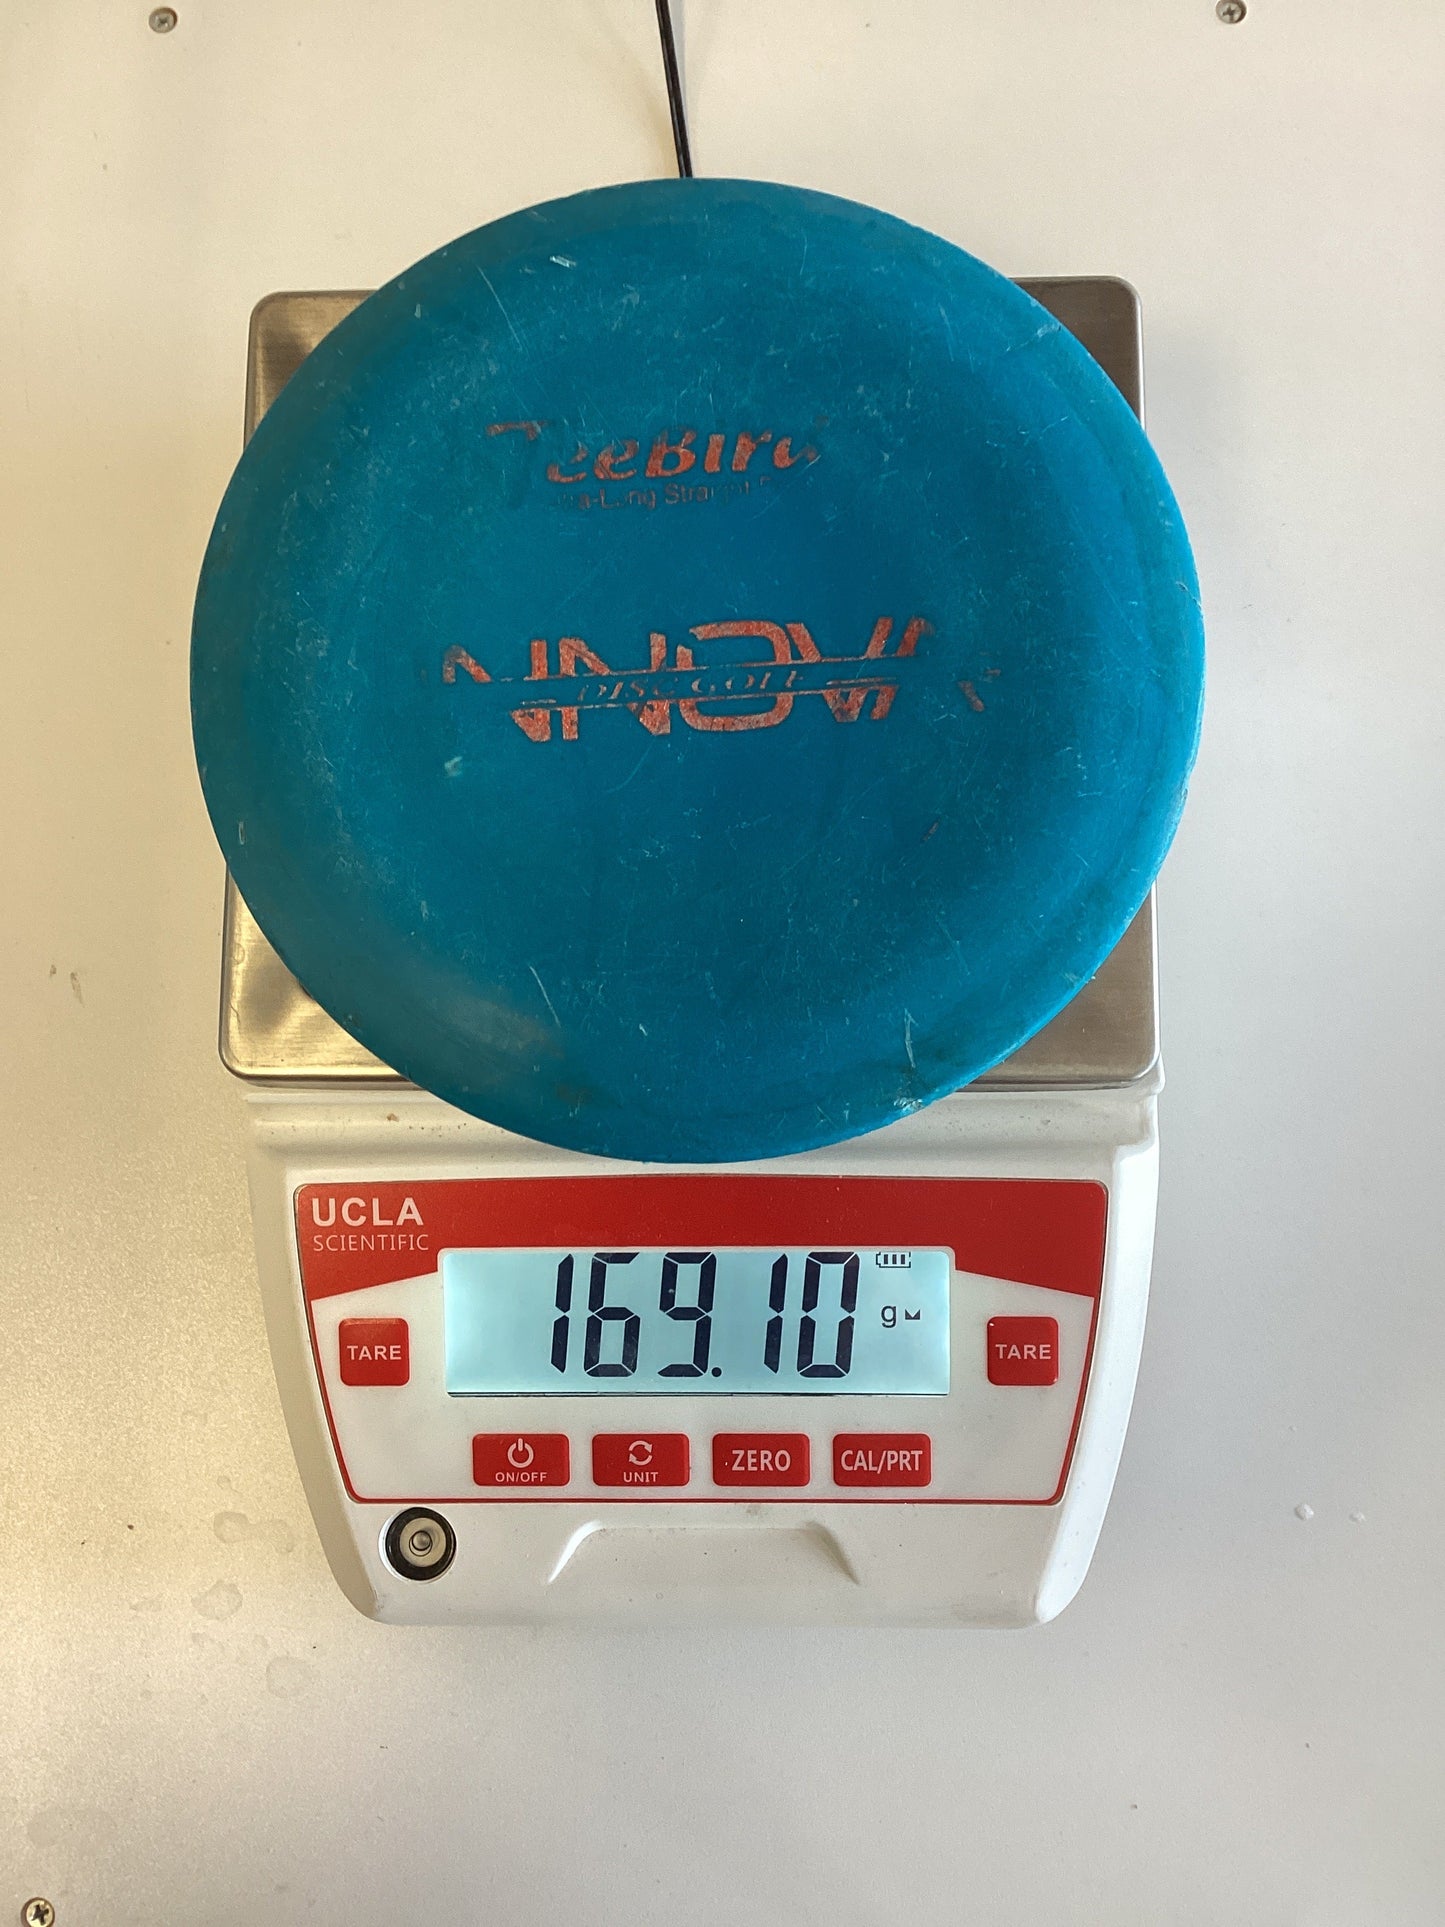 TeeBird
INNOVA
DISC GOLF
UCLA
SCIENTIFIC
169.10
g
TARE
TARE
ON/OFF
UNIT
ZERO
CAL/PRT